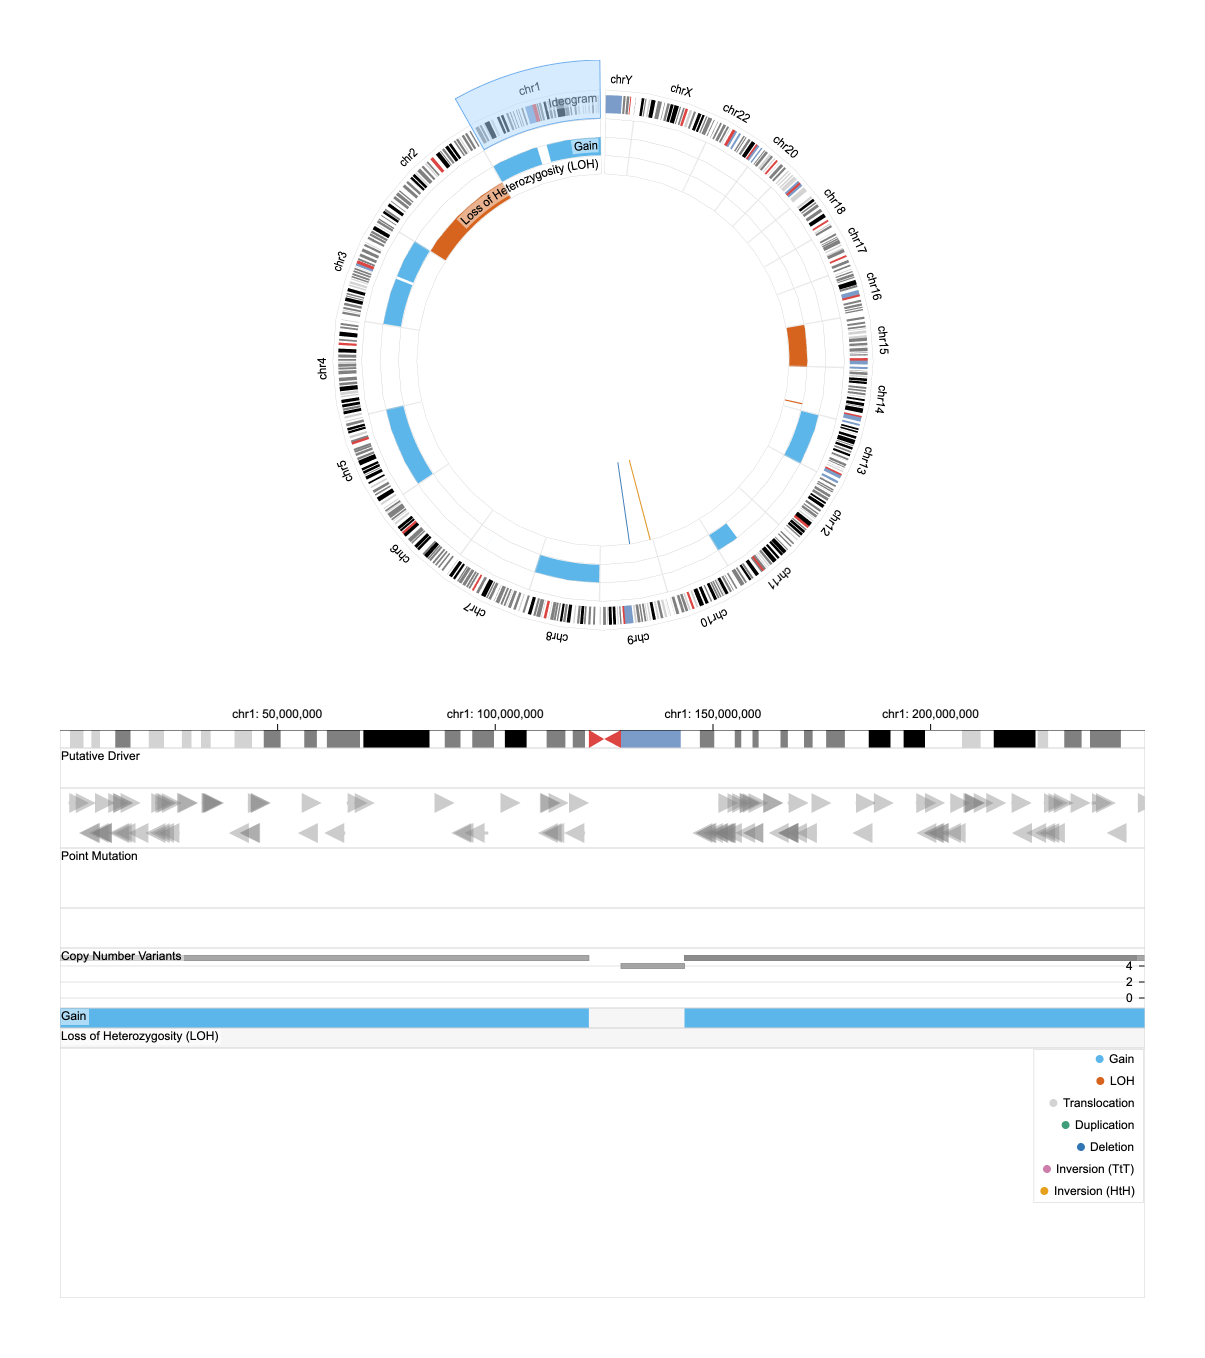 chr1
Ideogram
Gain
Loss of Heterozygosity (LOH)
chrY
chrX
chr22
chr20
chr18
chr17
chr16
chr15
chr14
chr13
chr12
chr11
chr10
chr9
chr8
chr7
chr6
chr5
chr4
chr3
chr2
chr1: 50,000,000 chr1: 100,000,000 chr1: 150,000,000 chr1: 200,000,000
Putative Driver
Point Mutation
Copy Number Variants
4
2
0
Gain
Loss of Heterozygosity (LOH)
Gain
LOH
Translocation
Duplication
Deletion
Inversion (TtT)
Inversion (HtH)